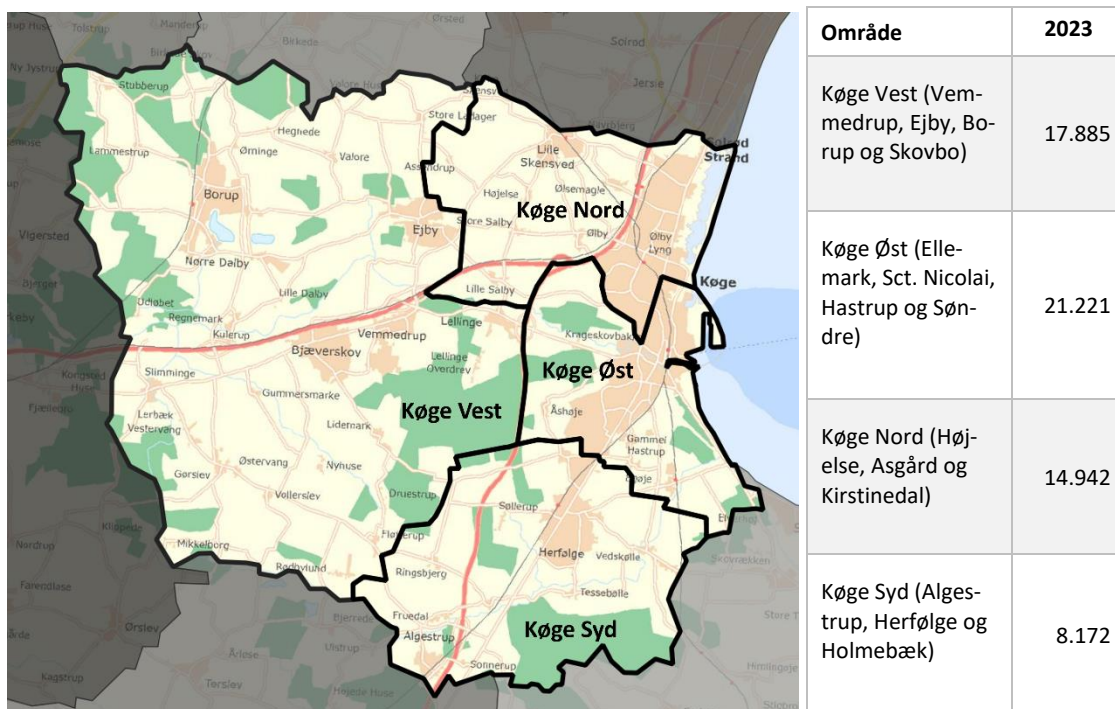 Stubberup
Lammestrup
Hegnede
Ørninge
Valore
Borup
Ejby
Nørre Dalby
Vigersted
Store Ladager
Lille
Skensved
Højelse
Ølsemagle
Køge Nord
Store Salby
Ølby
Ølby
Lyng
Strand
Jersie
Køge
Lille Salby
Lille Dalby
Regnemark
Kulerup
Vemmedrup
Lellinge
Bjæverskov
Lellinge
Overdrev
Køge Øst
Køge Vest
Slimminge
Gummersmarke
Åshøje
Lerbæk
Vestervang
Lidemark
Gammel
Hastrup
Østervang
Nyhuse
Gørslev
Vollerslev
Druestrup
Søllerup
Mikkelborg
Rødbylund
Ringsbjerg
Herfølge
Vedskølle
Tessebølle
Fruedal
Algestrup
Køge Syd
Sonnerup
Ørslev
Terslev
Område 2023
Køge Vest (Vem-
medrup, Ejby, Bo-
rup og Skovbo)
17.885
Køge Øst (Elle-
mark, Sct. Nicolai,
Hastrup og Søn-
dre)
21.221
Køge Nord (Høj-
else, Asgård og
Kirstinedal)
14.942
Køge Syd (Alges-
trup, Herfølge og
Holmebæk)
8.172